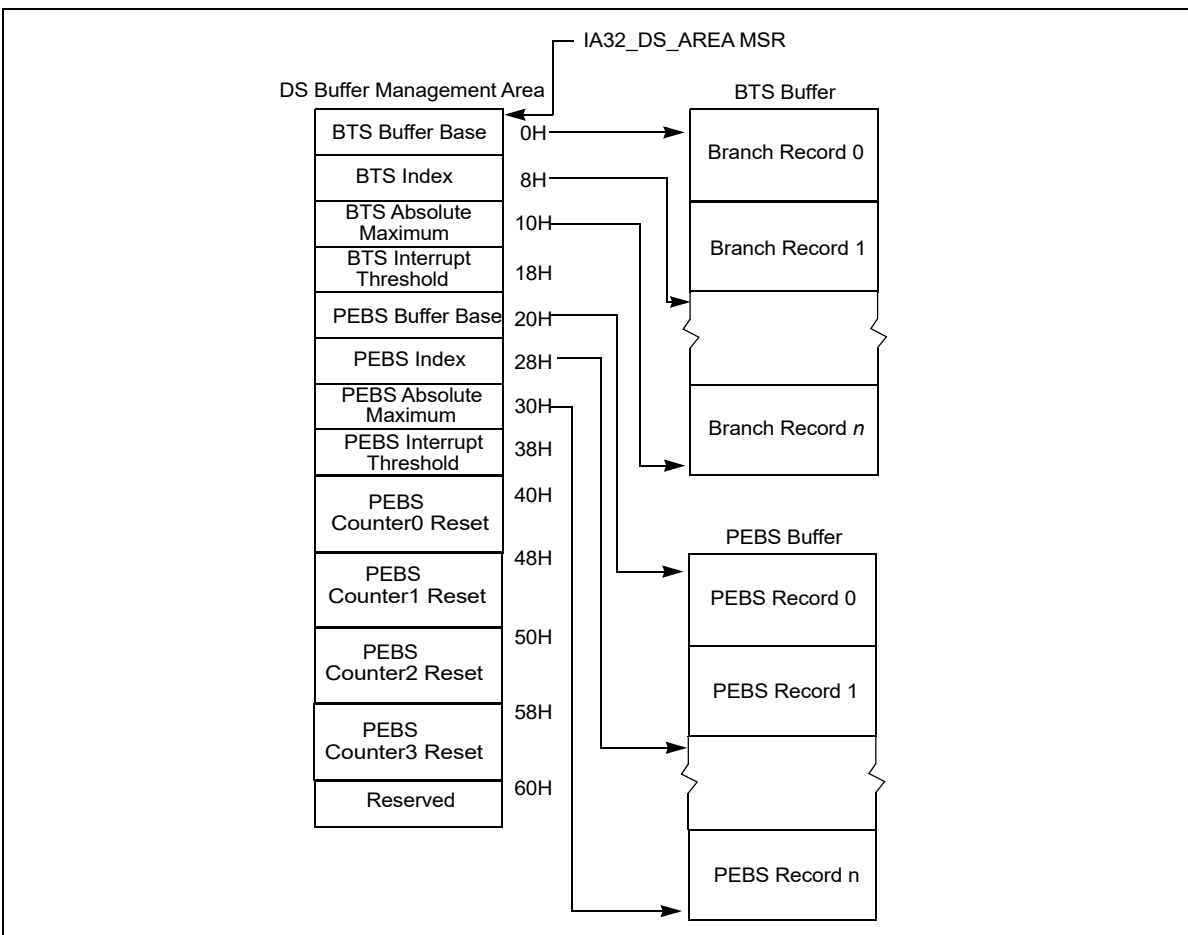 IA32_DS_AREA MSR
DS Buffer Management Area
BTS Buffer Base
0H
BTS Index
8H
BTS Absolute
Maximum
10H
BTS Interrupt
Threshold
18H
PEBS Buffer Base
20H
PEBS Index
28H
PEBS Absolute
Maximum
30H
PEBS Interrupt
Threshold
38H
PEBS
Counter0 Reset
40H
PEBS
Counter1 Reset
48H
PEBS
Counter2 Reset
50H
PEBS
Counter3 Reset
58H
Reserved
60H
BTS Buffer
Branch Record 0
Branch Record 1
Branch Record n
PEBS Buffer
PEBS Record 0
PEBS Record 1
PEBS Record n